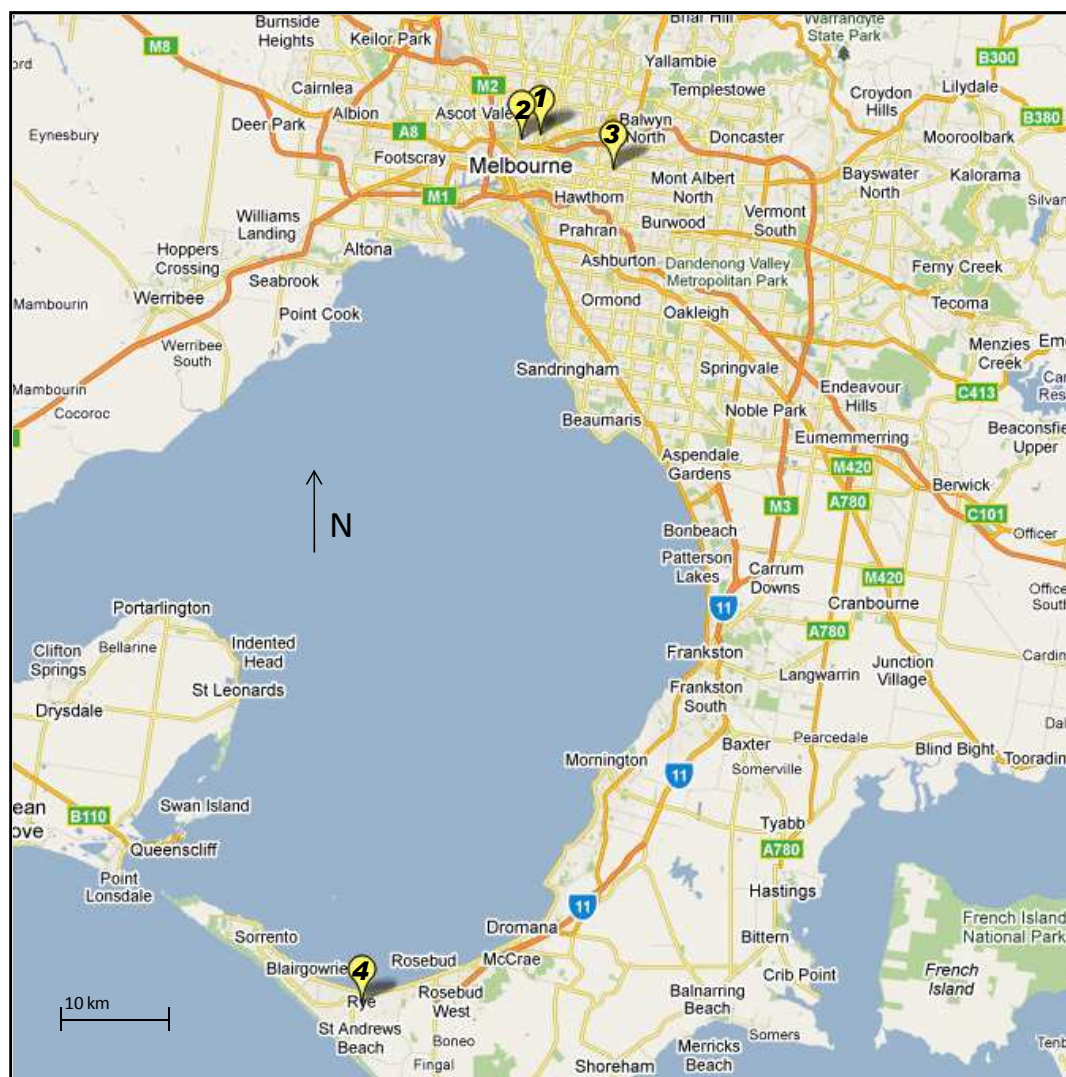 Burnside
Heights
Keilor Park
M8
M2
Briar Hill
Warrandyte
State Park
B300
Yallambie
Lilydale
Cairnlea
Templestowe
Croydon
Hills
B380
Albion
Ascot Vale
2
1
Balwyn
North
Doncaster
Mooroolbark
Eynesbury
Deer Park
A8
3
Footscray
Melbourne
Mont Albert
North
Bayswater
North
Kalorama
M1
Hawthorn
Williams
Landing
Burwood
Vermont
South
Prahran
Hoppers
Crossing
Altona
Ashburton
Dandenong Valley
Metropolitan Park
Ferny Creek
Seabrook
Mambourin
Werribee
Ormond
Tecoma
Point Cook
Oakleigh
Werribee
South
Menzies
Creek
Sandringham
Springvale
Mambourin
Cocoroc
Endeavour
Hills
C413
Noble Park
Beaumaris
Eumemmerring
Beaconsfield
Upper
Aspendale
Gardens
M420
Berwick
N
M3
A780
C101
Bonbeach
Officer
Patterson
Lakes
Carrum
Downs
M420
Office
South
11
Cranbourne
Portarlington
A780
Clifton
Springs
Bellarine
Indented
Head
Frankston
Junction
Village
St Leonards
Langwarrin
Drysdale
Frankston
South
Baxter
Pearcedale
Blind Bight
Mornington
Tooradin
11
Somerville
Swan Island
B110
Tyabb
Queenscliff
A780
Point
Lonsdale
Hastings
11
Dromana
French Island
National Park
Sorrento
Bittern
Blairgowrie
Rosebud
McCrae
4
Crib Point
French
Island
10 km
Rye
Rosebud
West
Balnarring
Beach
St Andrews
Beach
Boneo
Somers
Merricks
Beach
Fingal
Shoreham